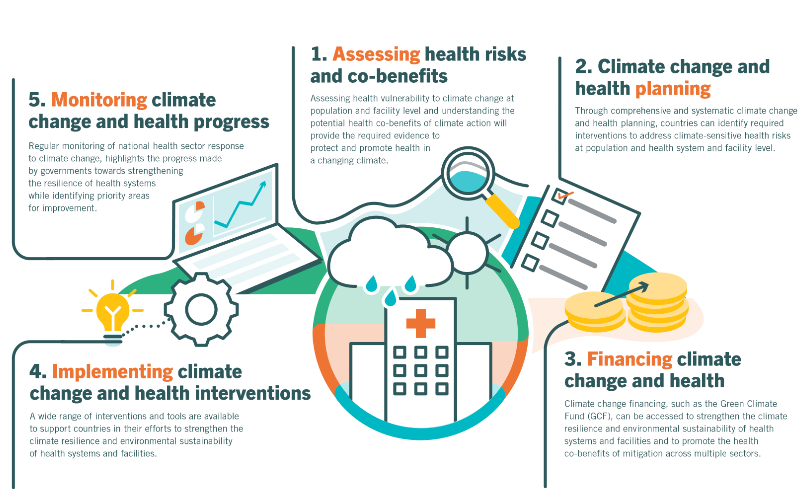 1. Assessing health risks
and co-benefits
Assessing health vulnerability to climate change at
population and facility level and understanding the
potential health co-benefits of climate action will
provide the required evidence to
protect and promote health in
a changing climate.
2. Climate change and
health planning
Through comprehensive and systematic climate change
and health planning, countries can identify required
interventions to address climate-sensitive health risks
at population and health system and facility level.
3. Financing climate
change and health
Climate change financing, such as the Green Climate
Fund (GCF), can be accessed to strengthen the climate
resilience and environmental sustainability of health
systems and facilities and to promote the health
co-benefits of mitigation across multiple sectors.
4. Implementing climate
change and health interventions
A wide range of interventions and tools are available
to support countries in their efforts to strengthen the
climate resilience and environmental sustainability
of health systems and facilities.
5. Monitoring climate
change and health progress
Regular monitoring of national health sector response
to climate change, highlights the progress made
by governments towards strengthening
the resilience of health systems
while identifying priority areas
for improvement.